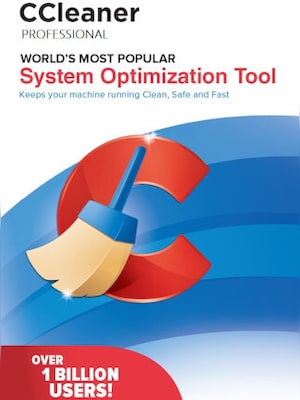 CCleaner
PROFESSIONAL
WORLD'S MOST POPULAR
System Optimization Tool
Keeps your machine running Clean, Safe and Fast
OVER
1 BILLION
USERS!